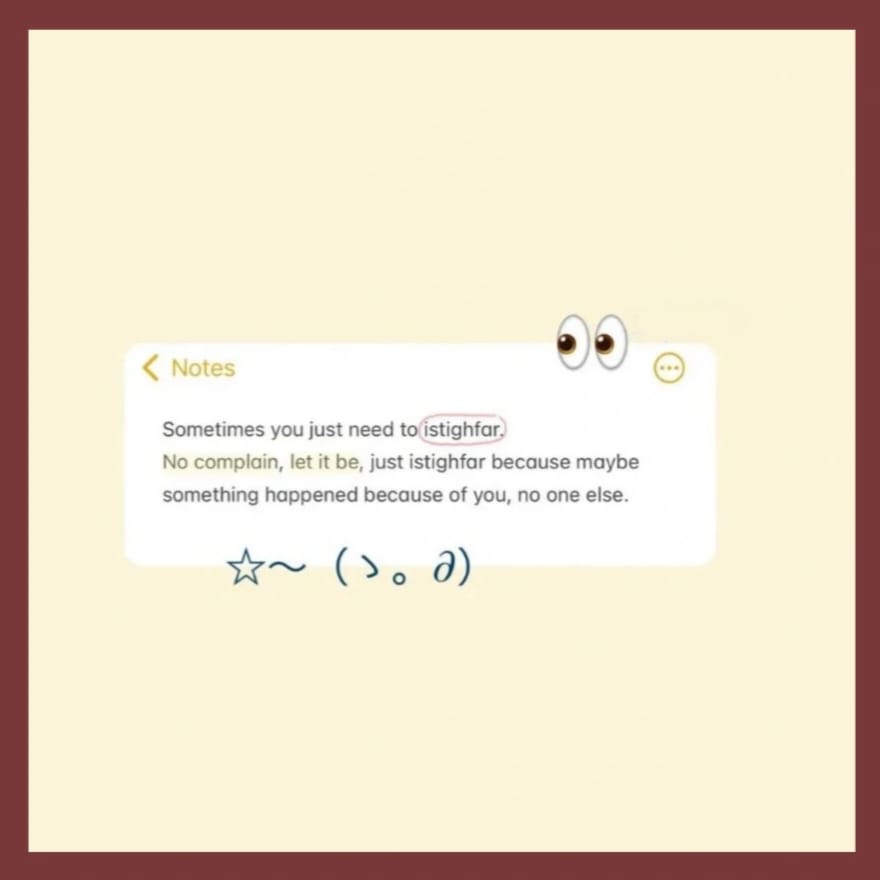 Notes
Sometimes you just need to istighfar.
No complain, let it be, just istighfar because maybe
something happened because of you, no one else.
☆～ (ゝ。∂)